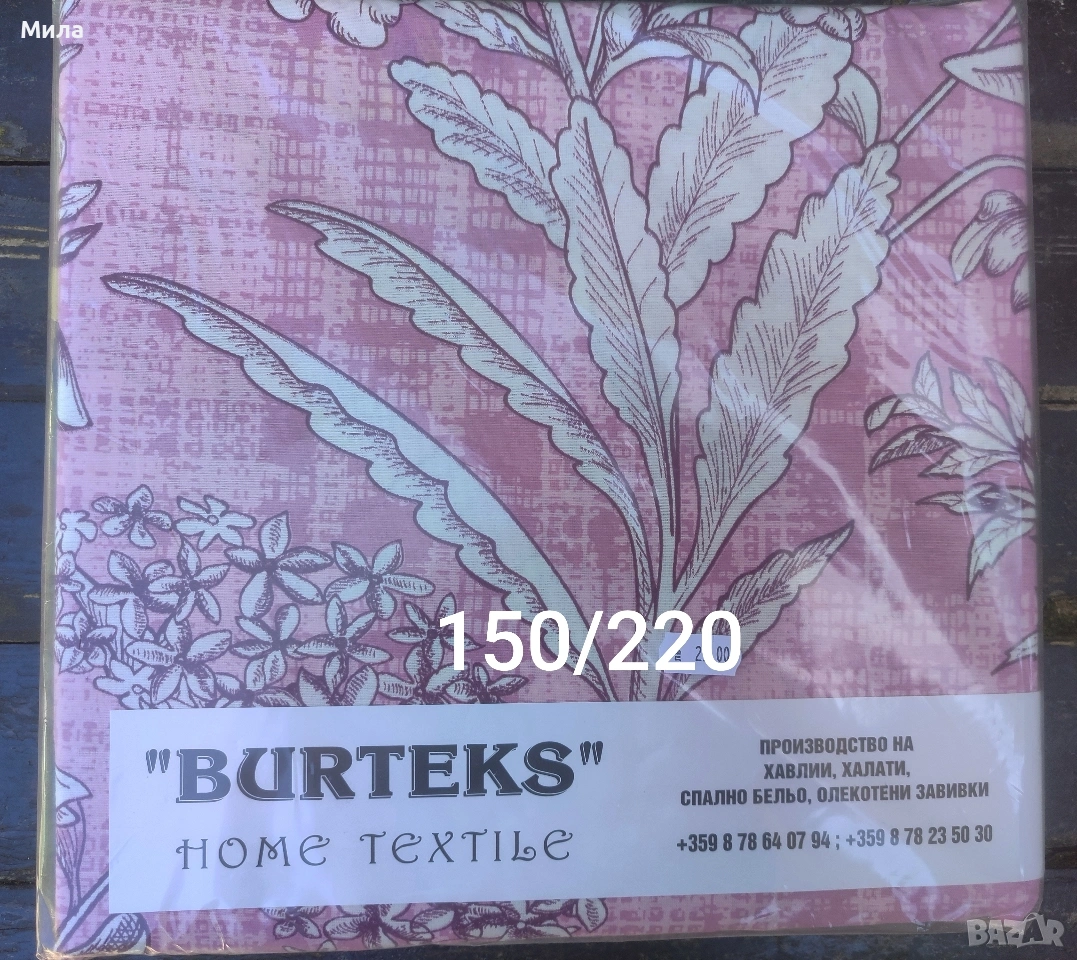 Мила
150/220
"BURTEKS"
HOME TEXTILE
ПРОИЗВОДСТВО НА
ХАВЛИИ, ХАЛАТИ,
СПАЛНО БЕЛЬО, ОЛЕКОТЕНИ ЗАВИВКИ
+359 8 78 64 07 94 ; +359 8 78 23 50 30
BAZAR